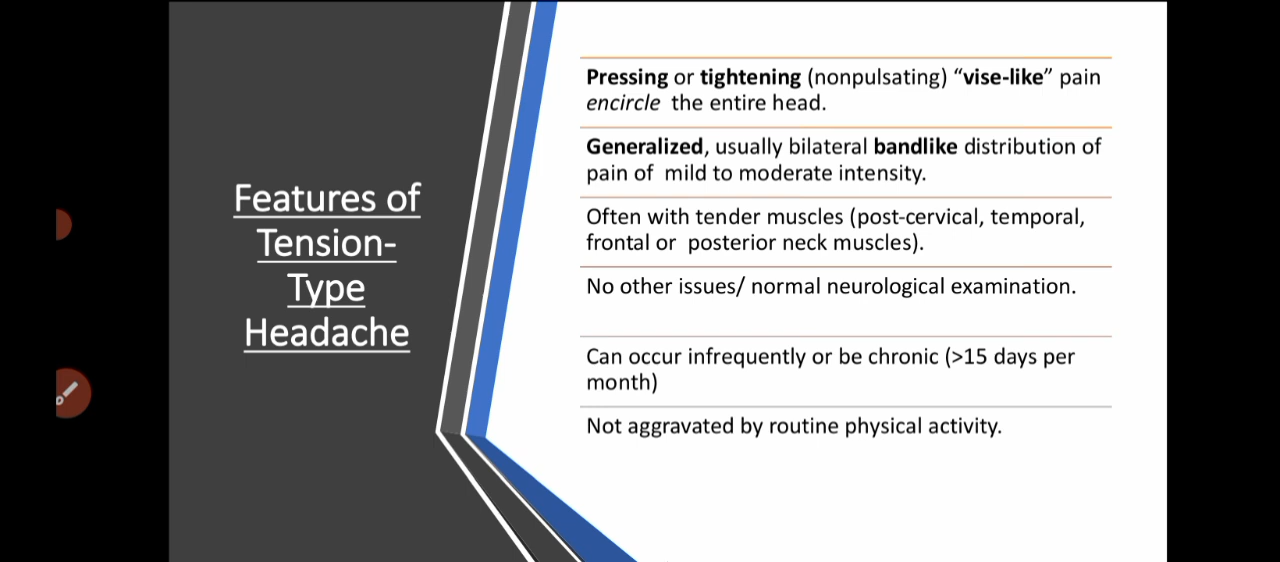 Features of
Tension-
Type
Headache
Pressing or tightening (nonpulsating) “vise-like” pain
encircle the entire head.
Generalized, usually bilateral bandlike distribution of
pain of mild to moderate intensity.
Often with tender muscles (post-cervical, temporal,
frontal or posterior neck muscles).
No other issues/ normal neurological examination.
Can occur infrequently or be chronic (>15 days per
month)
Not aggravated by routine physical activity.